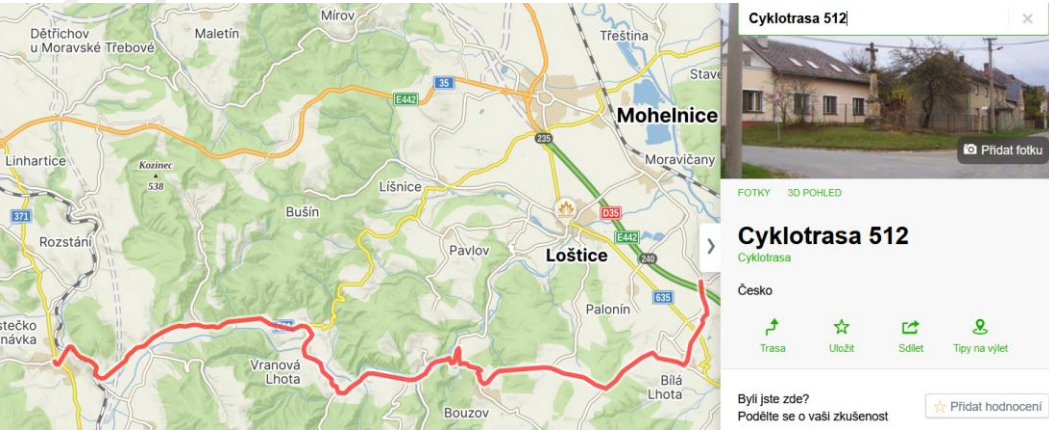 Mírov
Dětřichov
u Moravské Třebové
Maletín
Třeština
35
Stave
E442
Mohelnice
235
Linhartice
Kozinec
538
Moravičany
Líšnice
371
Bušín
D35
Rozstání
E442
Pavlov
Loštice
240
635
Palonín
stečko
návka
Vranová
Lhota
Bílá
Lhota
Bouzov
Cyklotrasa 512
Přidat fotku
FOTKY 3D POHLED
Cyklotrasa 512
Cyklotrasa
Česko
Trasa Uložit Sdílet Tipy na výlet
Byli jste zde?
Podělte se o vaši zkušenost
Přidat hodnocení